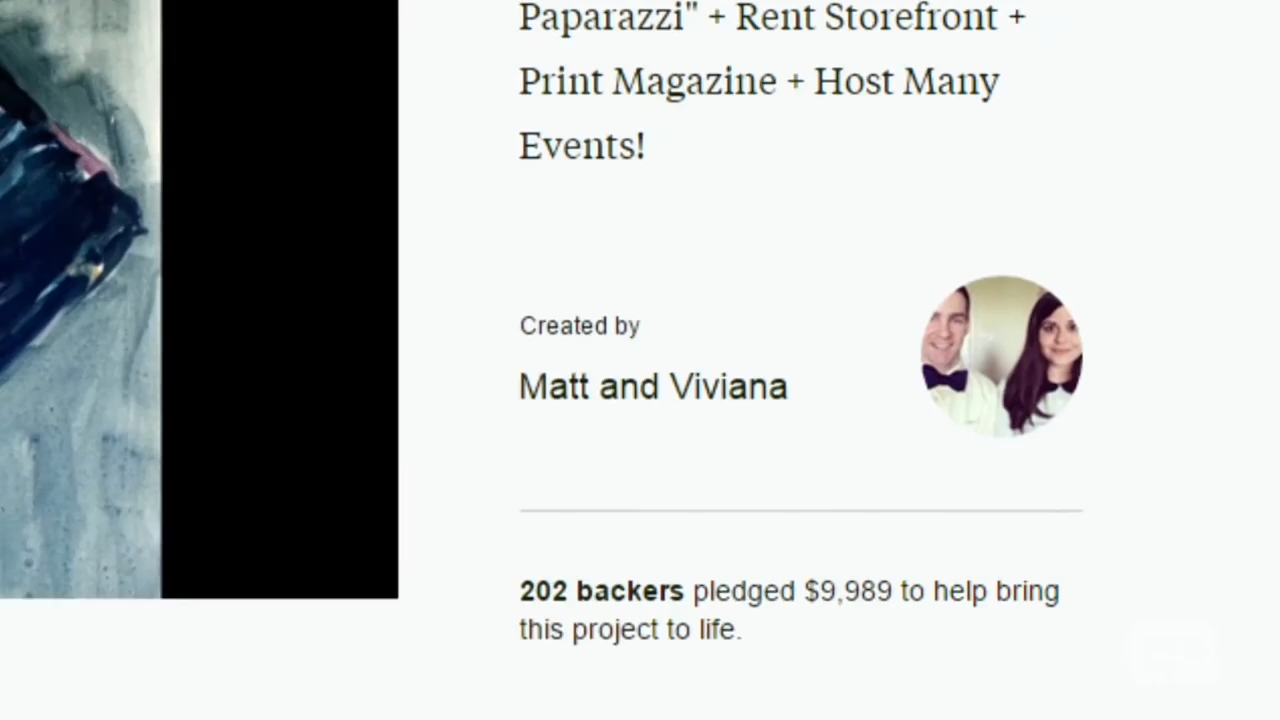 Paparazzi" + Rent Storefront +
Print Magazine + Host Many
Events!
Created by
Matt and Viviana
202 backers pledged $9,989 to help bring
this project to life.